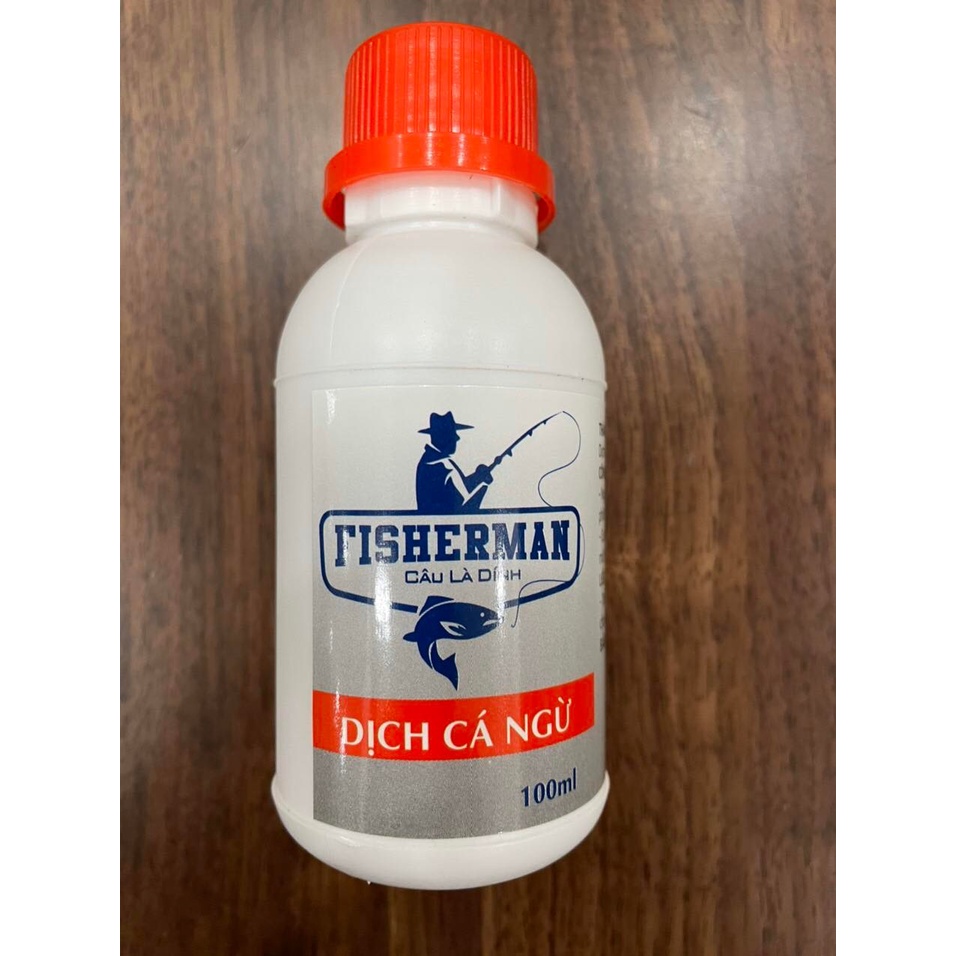 FISHERMAN
CÂU LÀ DÍNH
DỊCH CÁ NGỪ
100ml